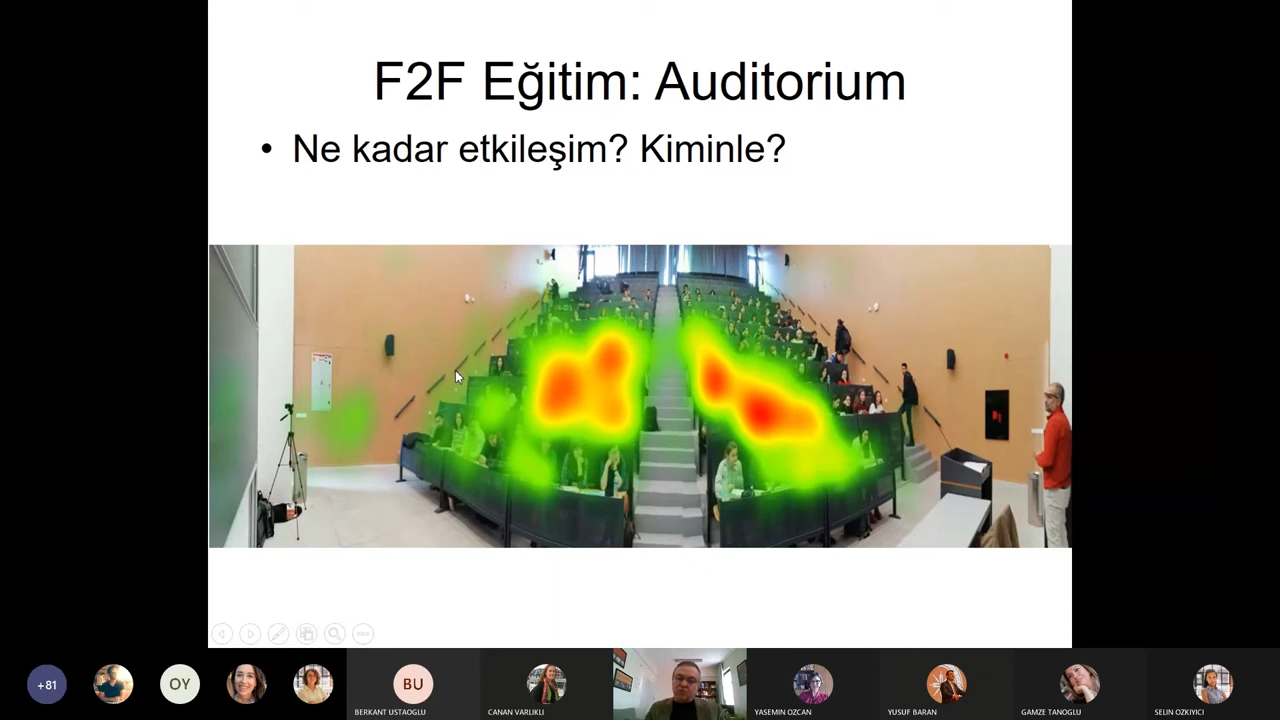 F2F Eğitim: Auditorium
• Ne kadar etkileşim? Kiminle?
+81
OY
BU
BERKANT USTAOGLU
CANAN VARLIKLI
YASEMIN OZCAN
YUSUF BARAN
GAMZE TANOGLU
SELIN OZKIYICI